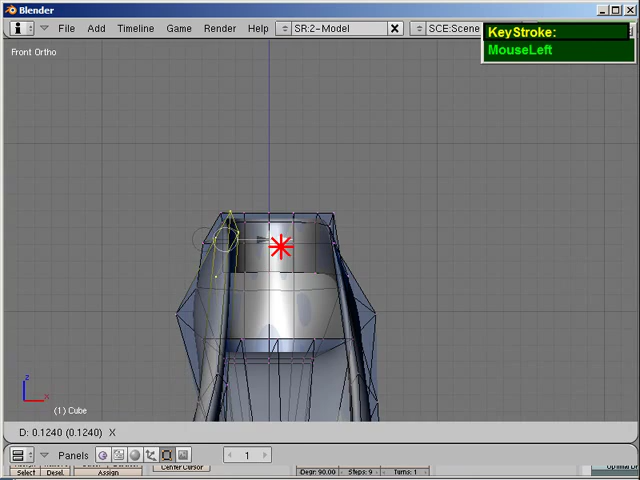 Blender
File Add Timeline Game Render Help SR:2-Model SCE:Scene
KeyStroke:
MouseLeft
Front Ortho
z
x
(1) Cube
D: 0.1240 (0.1240) X
Panels 1
Select Desel. Assign Center Cursor Degr: 90.00 Steps: 9 Turns: 1